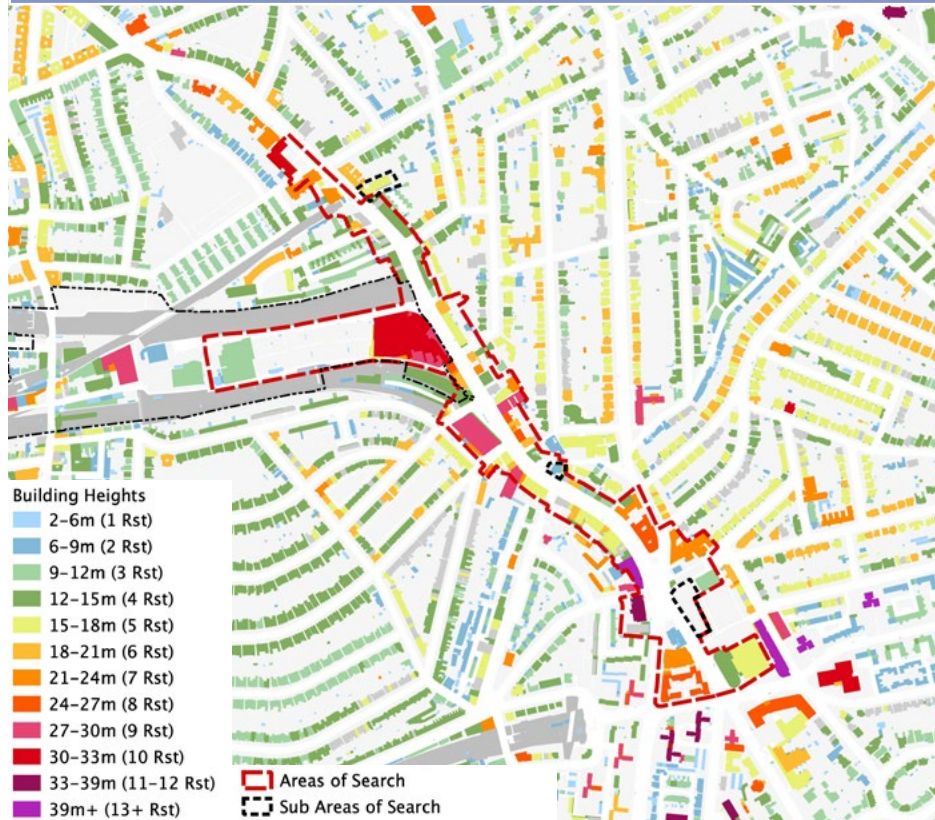 Building Heights
2-6m (1 Rst)
6-9m (2 Rst)
9-12m (3 Rst)
12-15m (4 Rst)
15-18m (5 Rst)
18-21m (6 Rst)
21-24m (7 Rst)
24-27m (8 Rst)
27-30m (9 Rst)
30-33m (10 Rst)
33-39m (11-12 Rst)
39m+ (13+ Rst)
Areas of Search
Sub Areas of Search